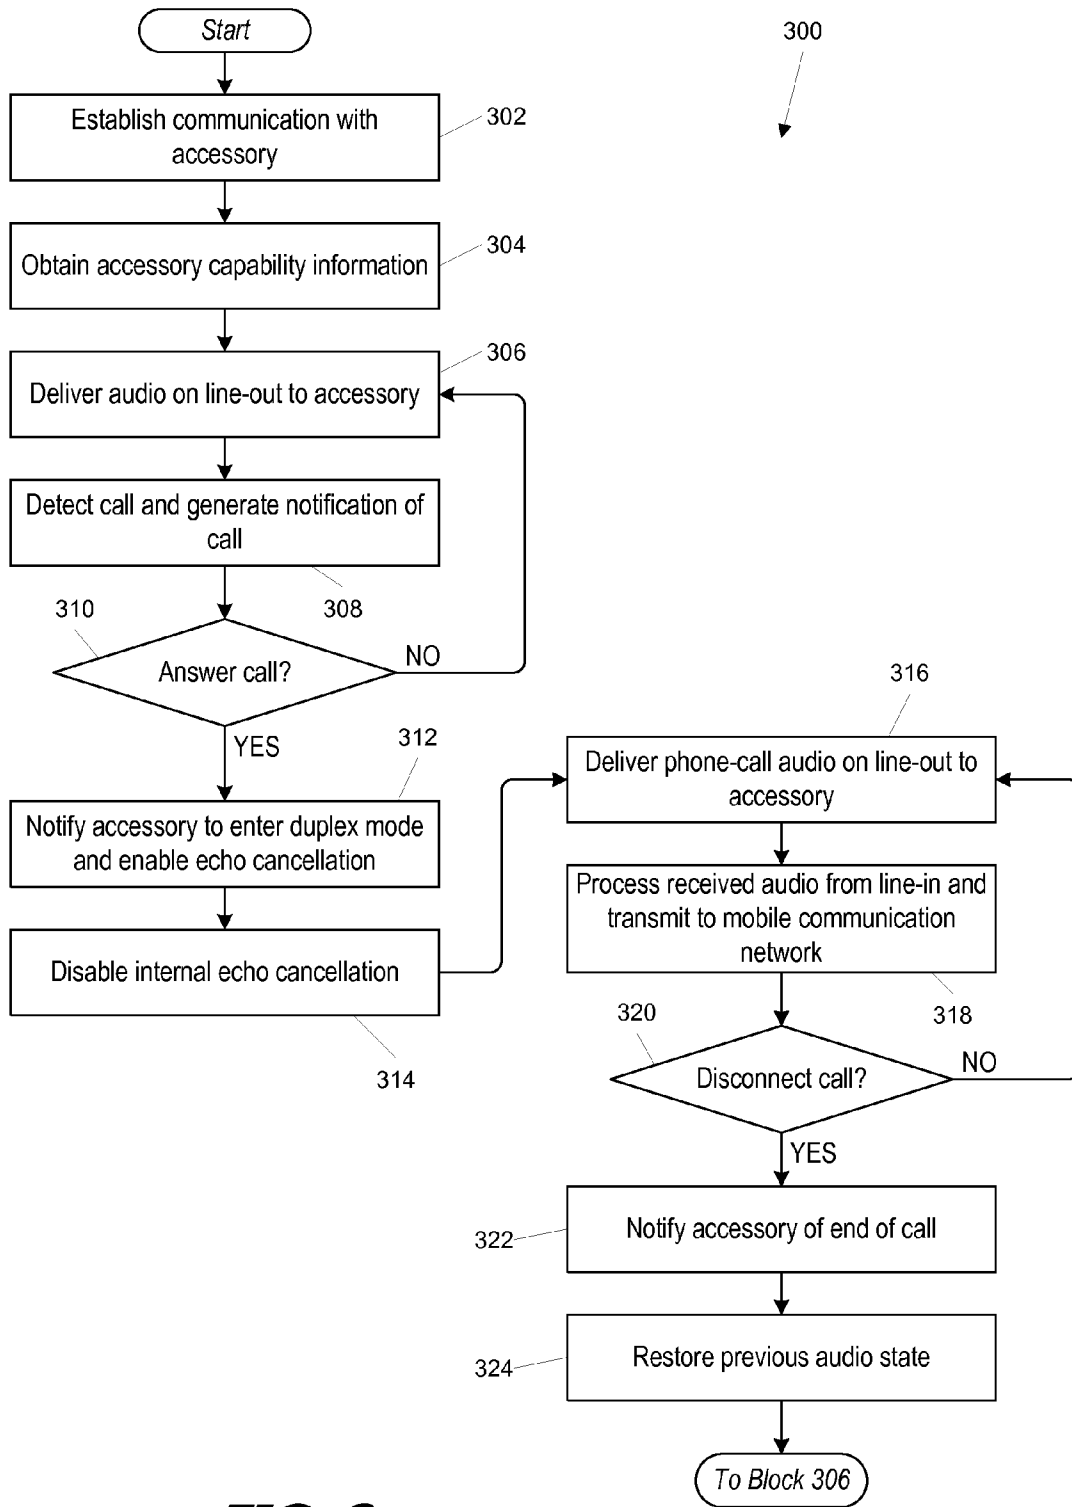 Start
300
Establish communication with
accessory
302
Obtain accessory capability information
304
Deliver audio on line-out to accessory
306
Detect call and generate notification of
call
308
310
Answer call?
NO
YES
312
Notify accessory to enter duplex mode
and enable echo cancellation
Disable internal echo cancellation
314
316
Deliver phone-call audio on line-out to
accessory
Process received audio from line-in and
transmit to mobile communication
network
318
320
Disconnect call?
NO
YES
Notify accessory of end of call
322
Restore previous audio state
324
To Block 306